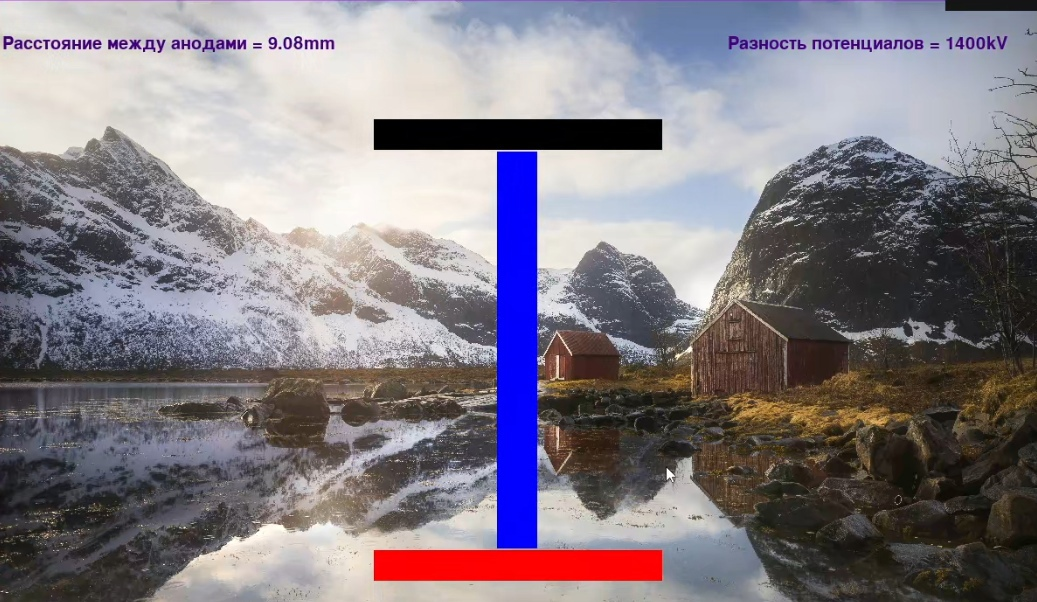 Расстояние между анодами = 9.08mm
Разность потенциалов = 1400kV